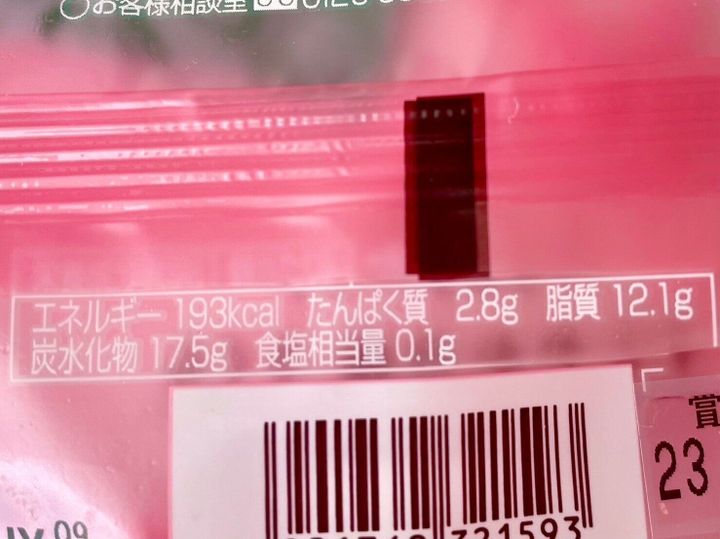 お客様相談室
エネルギー 193kcal たんぱく質 2.8g 脂質 12.1g
炭水化物 17.5g 食塩相当量 0.1g
賞
23
321593
09